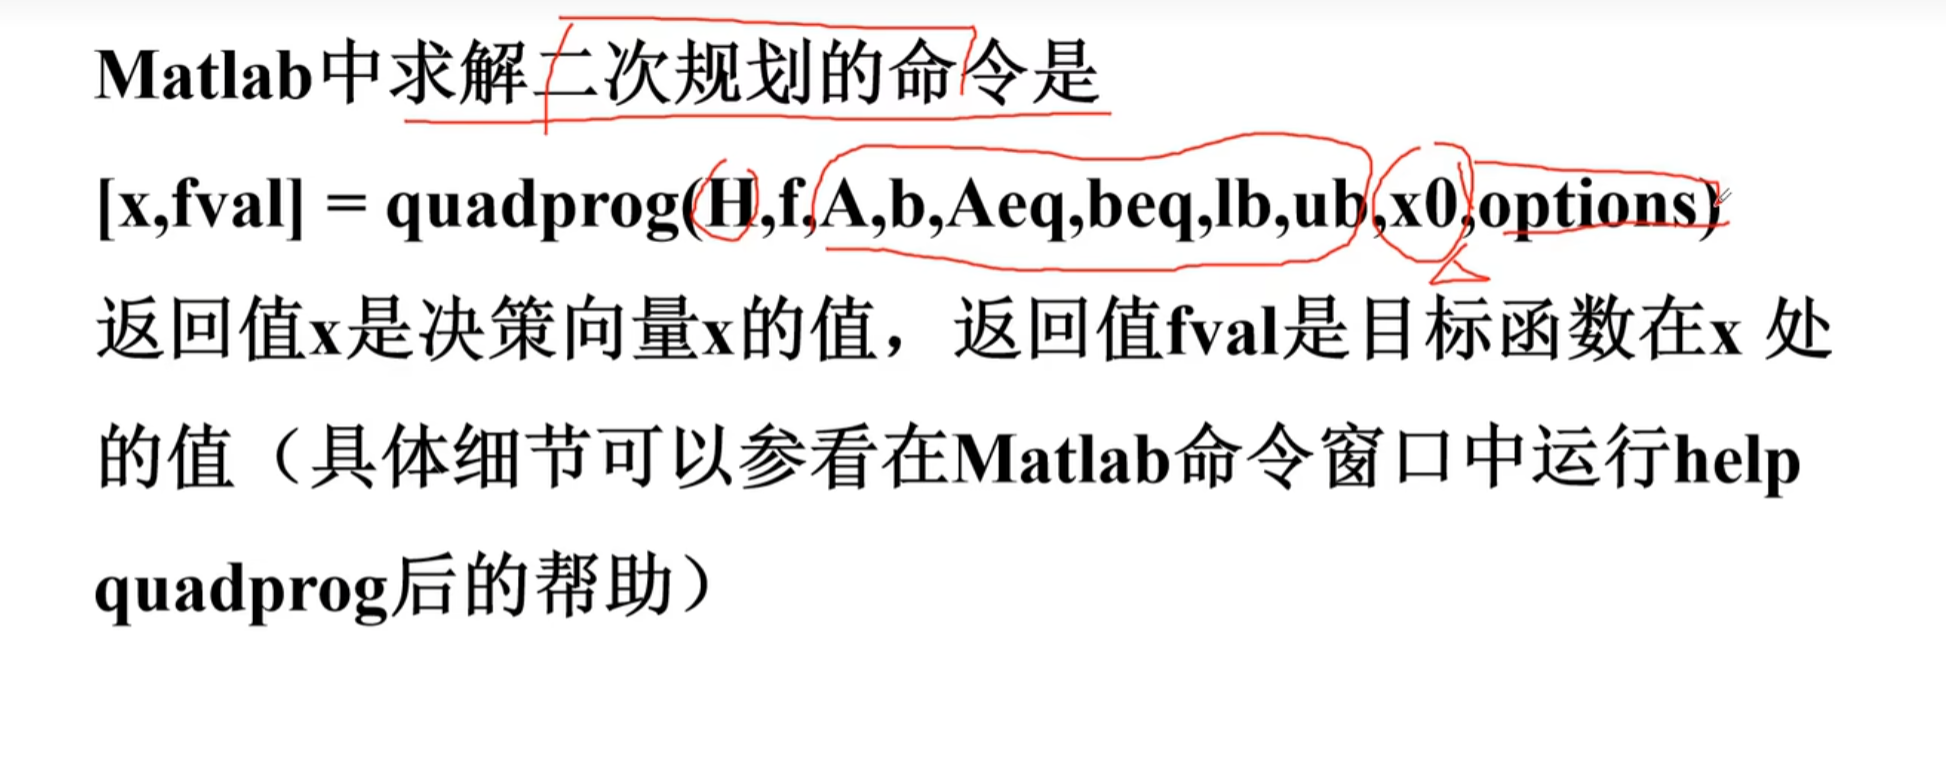 Matlab中求解二次规划的命令是
[x,fval] = quadprog(H,f,A,b,Aeq,beq,lb,ub,x0,options)
返回值x是决策向量x的值，返回值fval是目标函数在x 处
的值（具体细节可以参看在Matlab命令窗口中运行help
quadprog后的帮助）